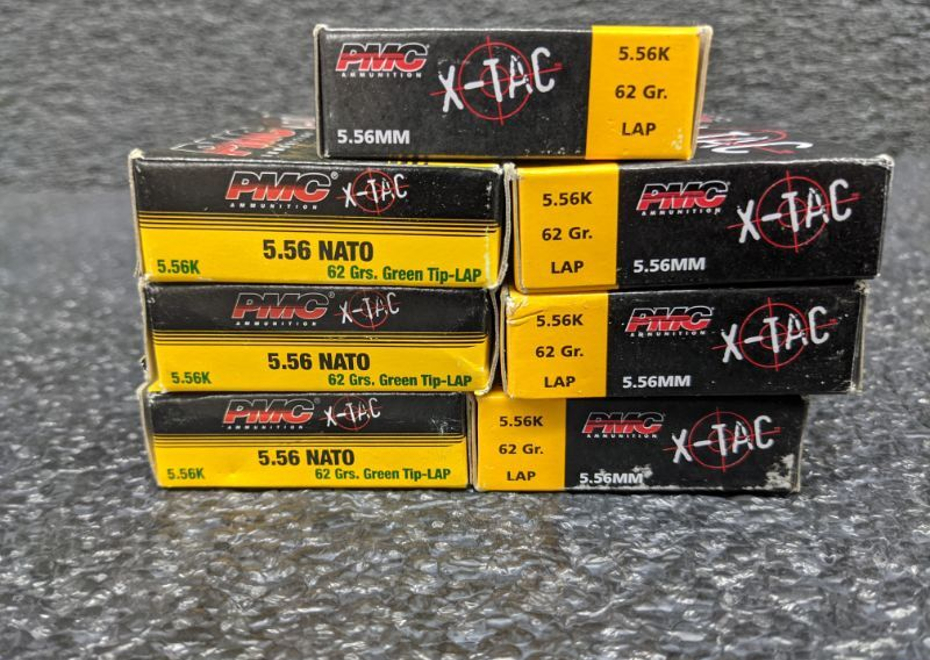 PMC
AMMUNITION
X-TAC
5.56MM
5.56K
62 Gr.
LAP
PMC
AMMUNITION
X-TAC
5.56 NATO
5.56K
62 Grs. Green Tip-LAP
5.56K
62 Gr.
LAP
PMC
AMMUNITION
5.56MM
X-TAC
PMC
AMMUNITION
X-TAC
5.56 NATO
5.56K
62 Grs. Green Tip-LAP
5.56K
62 Gr.
LAP
PMC
AMMUNITION
5.56MM
X-TAC
PMC
AMMUNITION
X-TAC
5.56 NATO
5.56K
62 Grs. Green Tip-LAP
5.56K
62 Gr.
LAP
PMC
AMMUNITION
5.56MM
X-TAC